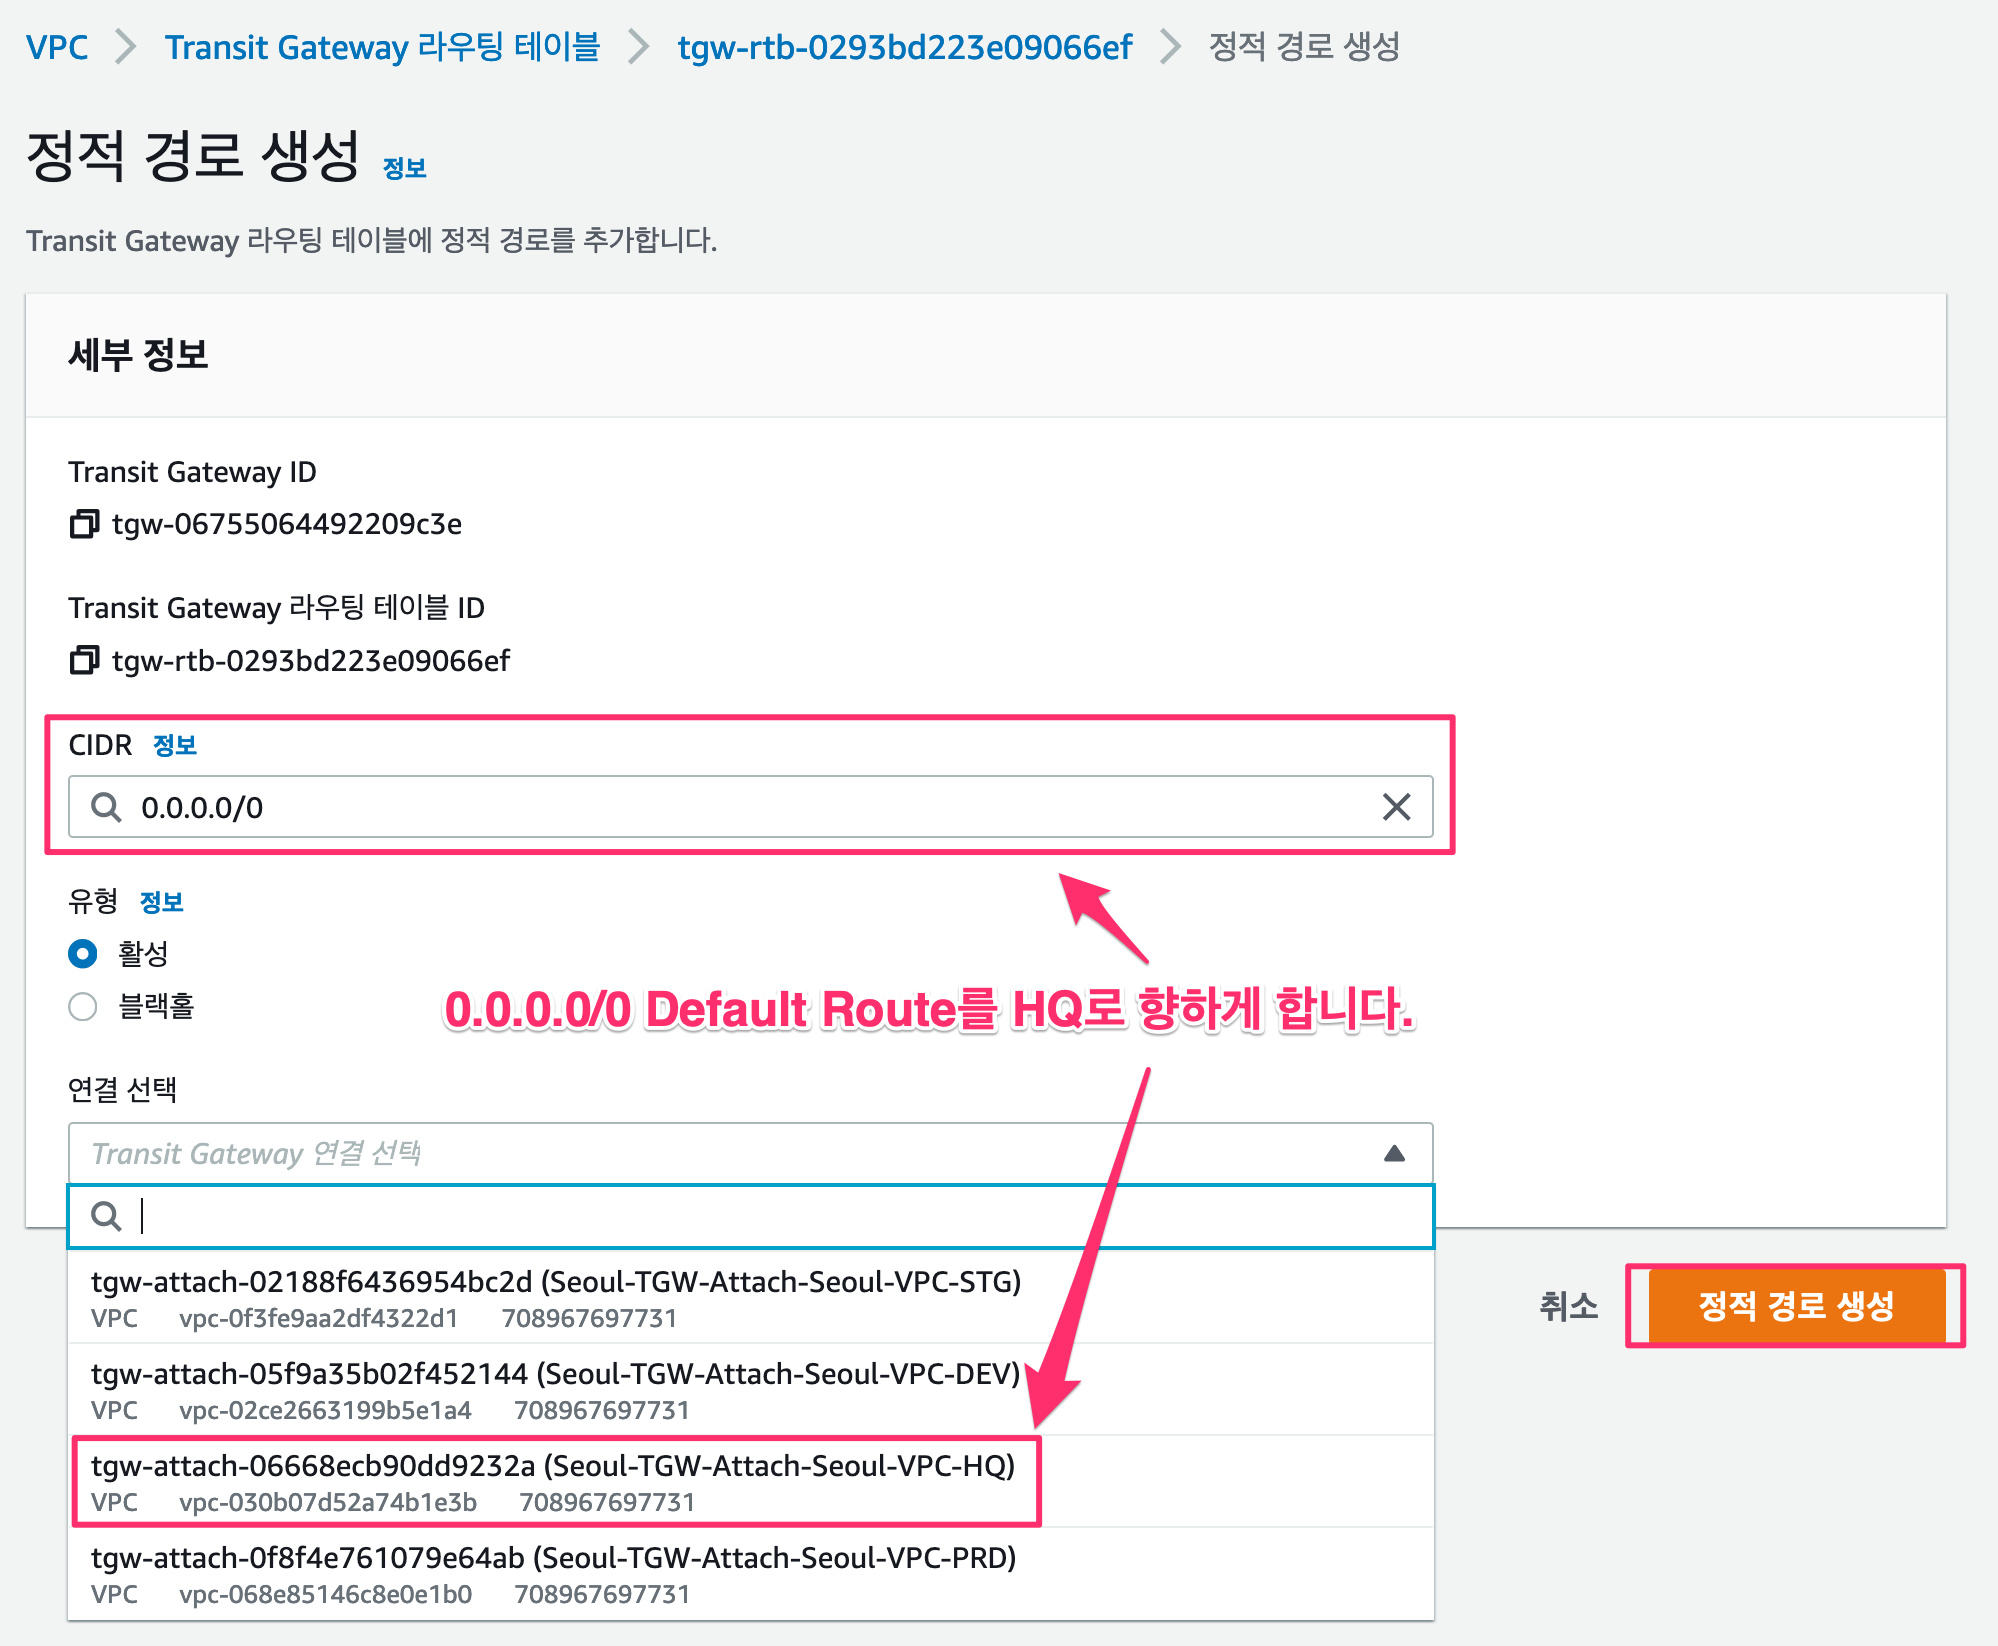 VPC > Transit Gateway 라우팅 테이블 > tgw-rtb-0293bd223e09066ef > 정적 경로 생성
정적 경로 생성 정보
Transit Gateway 라우팅 테이블에 정적 경로를 추가합니다.
세부 정보
Transit Gateway ID
tgw-06755064492209c3e
Transit Gateway 라우팅 테이블 ID
tgw-rtb-0293bd223e09066ef
CIDR 정보
0.0.0.0/0
유형 정보
활성
블랙홀
0.0.0.0/0 Default Route를 HQ로 향하게 합니다.
연결 선택
Transit Gateway 연결 선택
tgw-attach-02188f6436954bc2d (Seoul-TGW-Attach-Seoul-VPC-STG)
VPC vpc-0f3fe9aa2df4322d1 708967697731
tgw-attach-05f9a35b02f452144 (Seoul-TGW-Attach-Seoul-VPC-DEV)
VPC vpc-02ce2663199b5e1a4 708967697731
tgw-attach-06668ecb90dd9232a (Seoul-TGW-Attach-Seoul-VPC-HQ)
VPC vpc-030b07d52a74b1e3b 708967697731
tgw-attach-0f8f4e761079e64ab (Seoul-TGW-Attach-Seoul-VPC-PRD)
VPC vpc-068e85146c8e0e1b0 708967697731
취소 정적 경로 생성